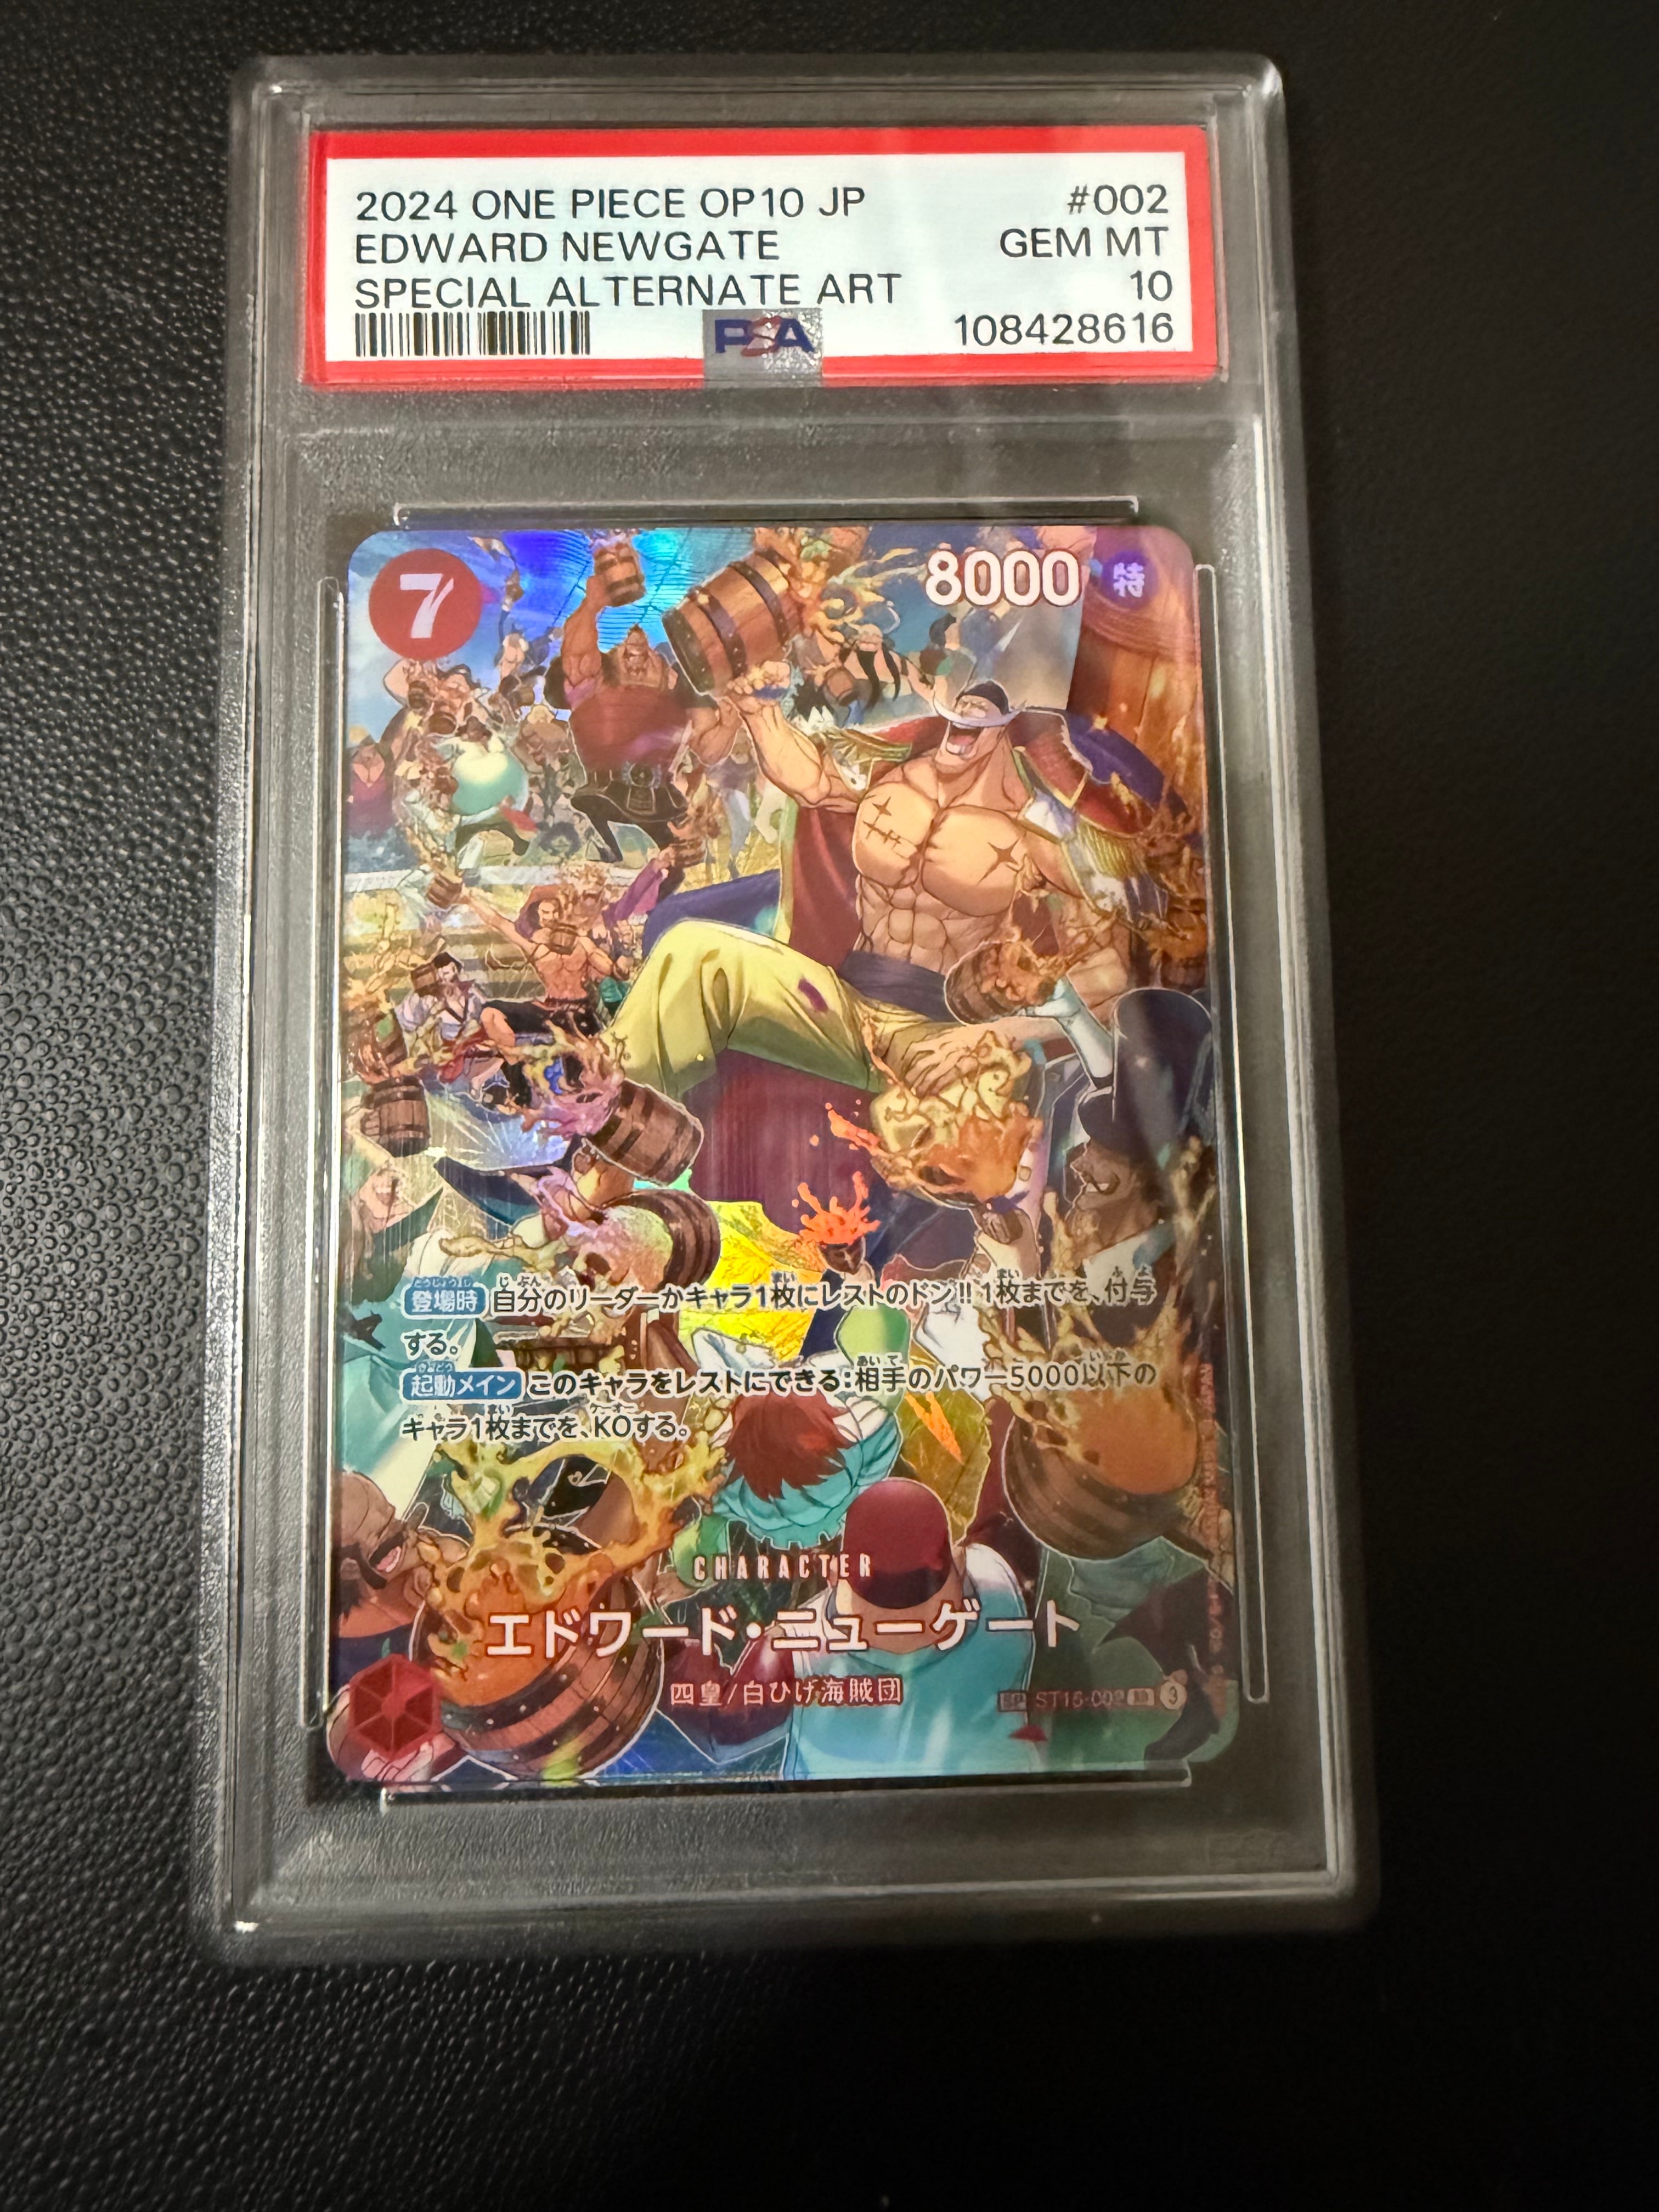 2024 ONE PIECE OP10 JP #002
EDWARD NEWGATE GEM MT
SPECIAL ALTERNATE ART 10
PSA 108428616
7 8000 特
登場時 自分のリーダーかキャラ1枚にレストのドン!! 1枚までを、付与
する。
起動メイン このキャラをレストにできる:相手のパワー5000以下の
キャラ1枚までを、KOする。
CHARACTER
エドワード・ニューゲート
四皇/白ひげ海賊団
SP ST15-002 3